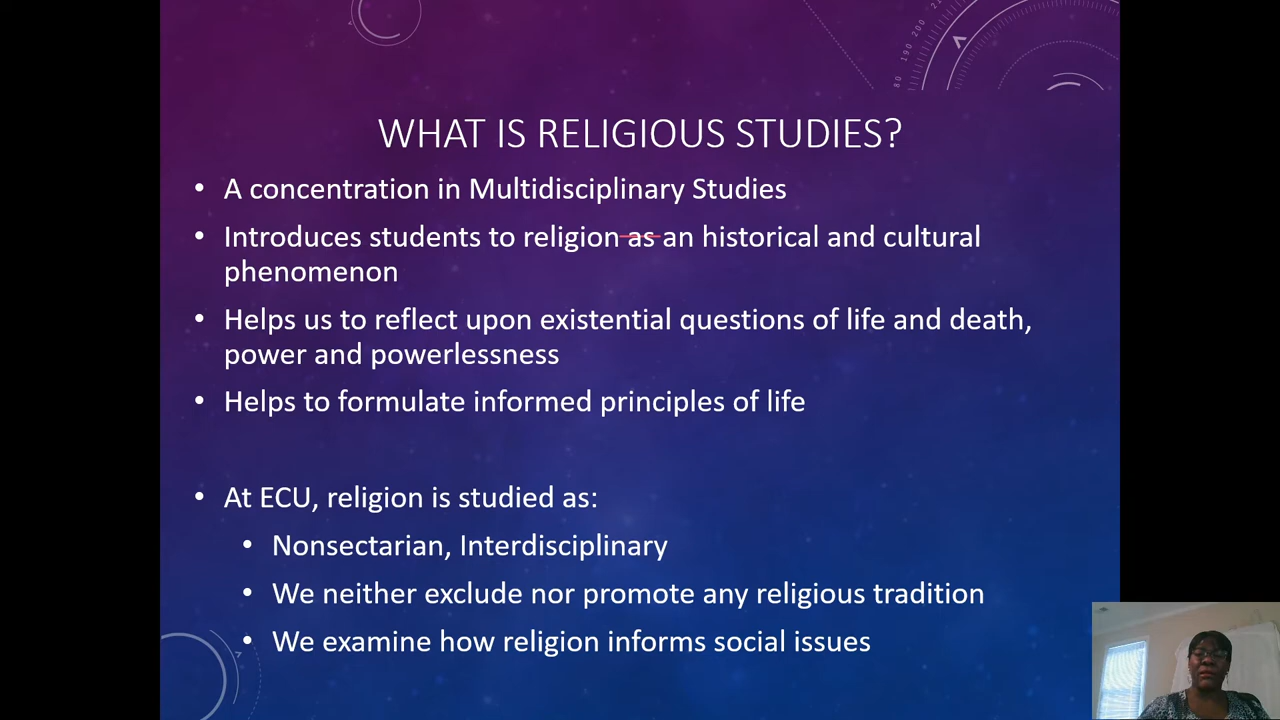 80 190 200
WHAT IS RELIGIOUS STUDIES?
• A concentration in Multidisciplinary Studies
• Introduces students to religion as an historical and cultural
phenomenon
• Helps us to reflect upon existential questions of life and death,
power and powerlessness
• Helps to formulate informed principles of life
• At ECU, religion is studied as:
• Nonsectarian, Interdisciplinary
• We neither exclude nor promote any religious tradition
• We examine how religion informs social issues